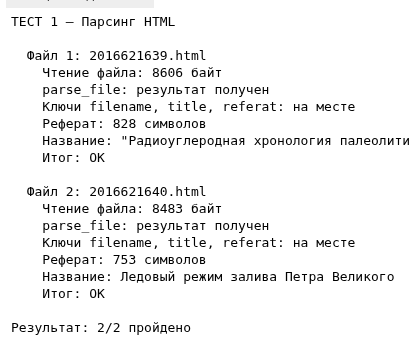 ТЕСТ 1 — Парсинг HTML
Файл 1: 2016621639.html
Чтение файла: 8606 байт
parse_file: результат получен
Ключи filename, title, referat: на месте
Реферат: 828 символов
Название: "Радиоуглеродная хронология палеолити
Итог: OK
Файл 2: 2016621640.html
Чтение файла: 8483 байт
parse_file: результат получен
Ключи filename, title, referat: на месте
Реферат: 753 символов
Название: Ледовый режим залива Петра Великого
Итог: OK
Результат: 2/2 пройдено